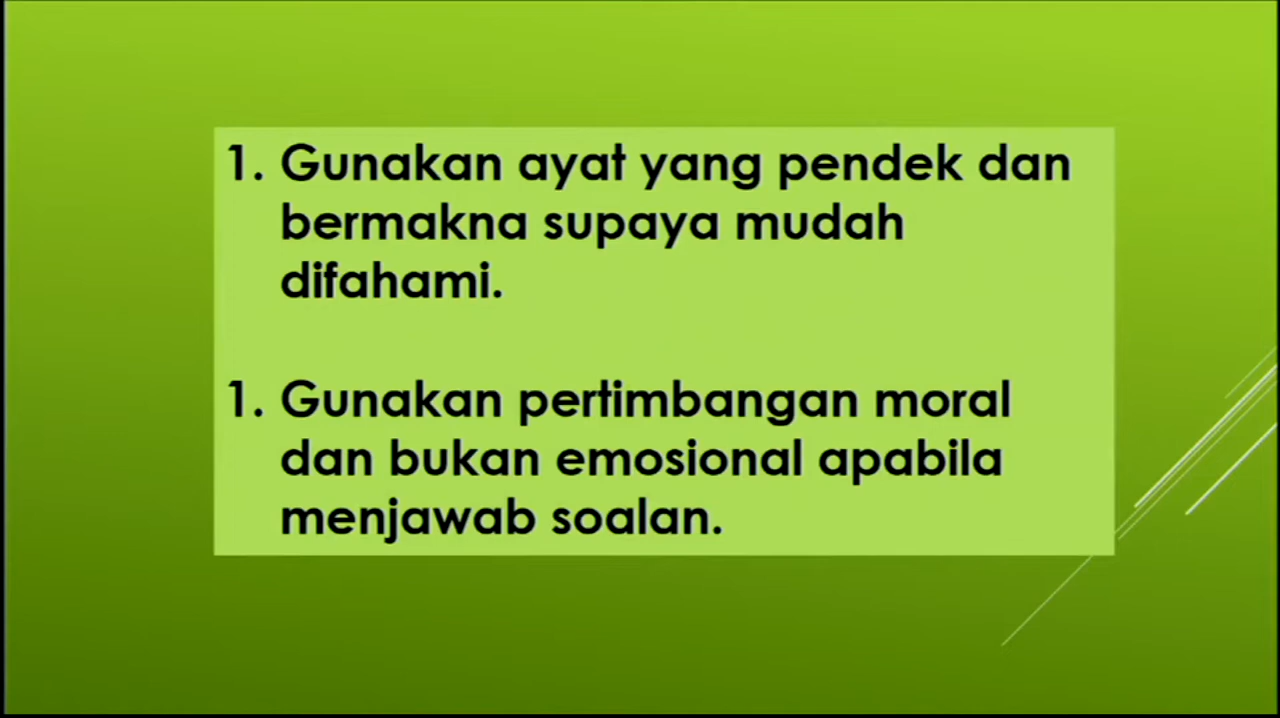 1. Gunakan ayat yang pendek dan
bermakna supaya mudah
difahami.
1. Gunakan pertimbangan moral
dan bukan emosional apabila
menjawab soalan.